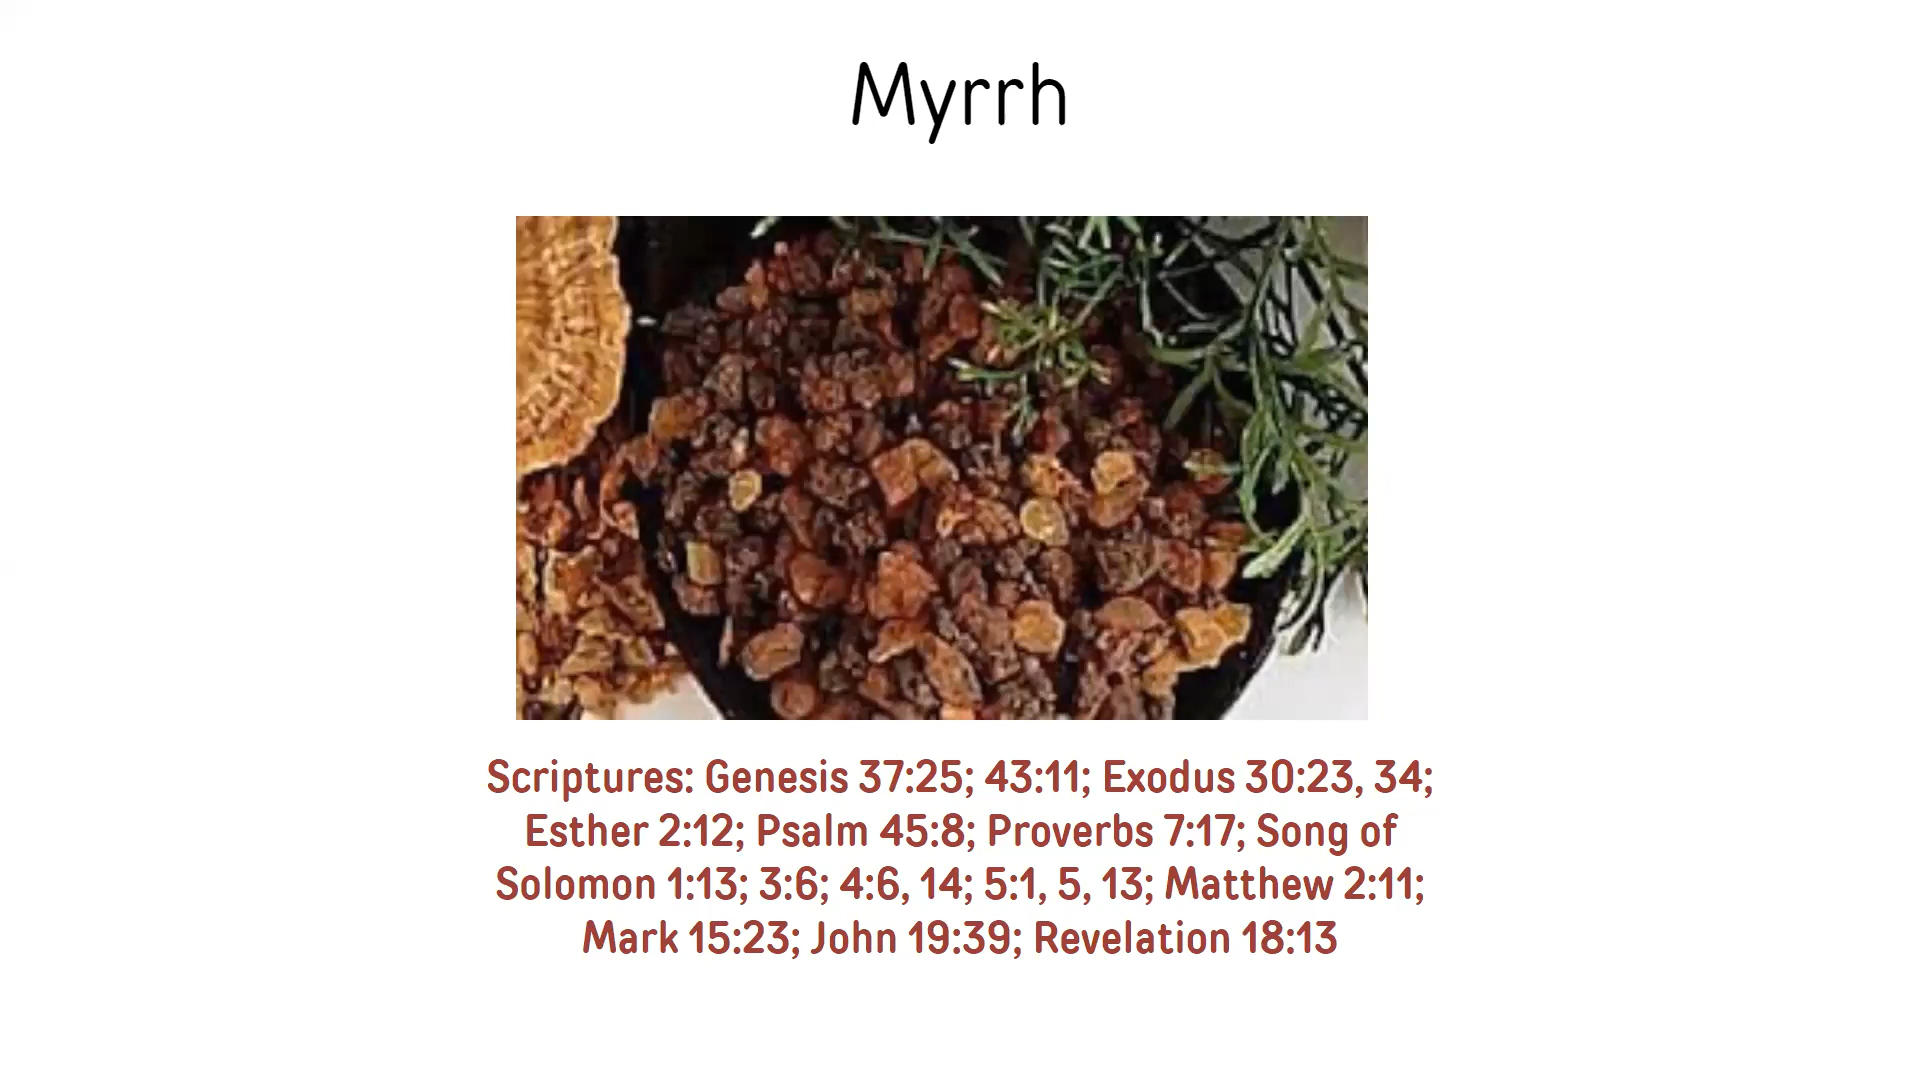 Myrrh
Scriptures: Genesis 37:25; 43:11; Exodus 30:23, 34;
Esther 2:12; Psalm 45:8; Proverbs 7:17; Song of
Solomon 1:13; 3:6; 4:6, 14; 5:1, 5, 13; Matthew 2:11;
Mark 15:23; John 19:39; Revelation 18:13